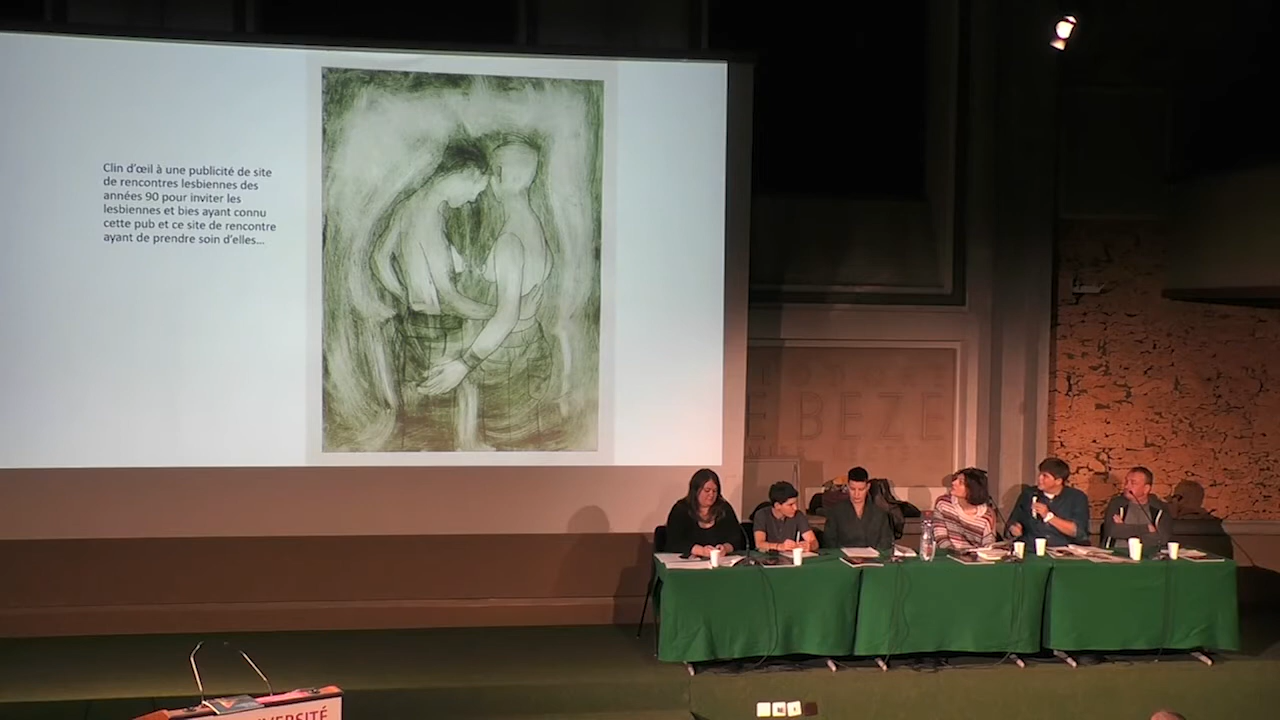 Clin d'œil à une publicité de site
de rencontres lesbiennes des
années 90 pour inviter les
lesbiennes et bies ayant connu
cette pub et ce site de rencontre
ayant de prendre soin d'elles...
BEZE
VERSITÉ